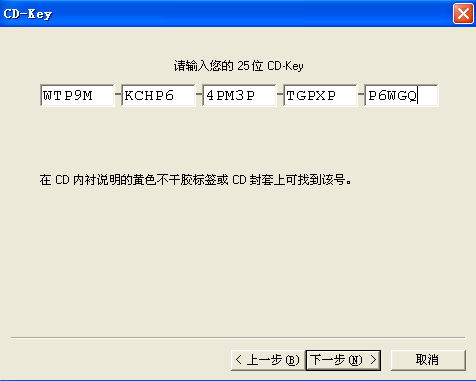 CD-Key
请输入您的 25位 CD-Key
WTP9M-KCHP6-4PM3P-TGPXP-P6WGQ
在 CD 内衬说明的黄色不干胶标签或 CD 封套上可找到该号。
< 上一步(B) 下一步(N) > 取消